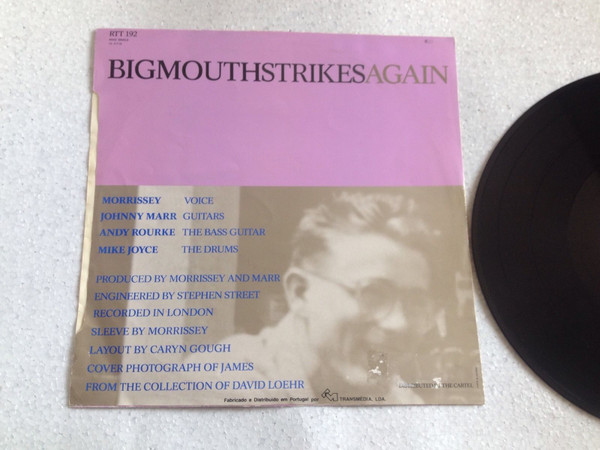 RTT 192
BIGMOUTHSTRIKESAGAIN
MORRISSEY VOICE
JOHNNY MARR GUITARS
ANDY ROURKE THE BASS GUITAR
MIKE JOYCE THE DRUMS
PRODUCED BY MORRISSEY AND MARR
ENGINEERED BY STEPHEN STREET
RECORDED IN LONDON
SLEEVE BY MORRISSEY
LAYOUT BY CARYN GOUGH
COVER PHOTOGRAPH OF JAMES
FROM THE COLLECTION OF DAVID LOEHR
THE CARTEL
Fabricado e Distribuido em Portugal por TRANSMEDIA, LDA.